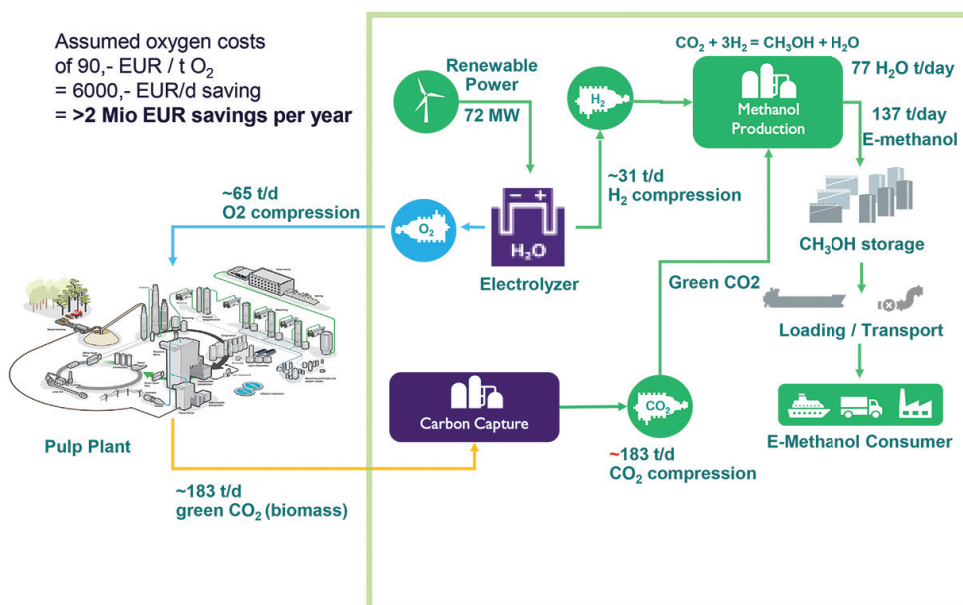 Assumed oxygen costs
of 90,- EUR / t O₂
= 6000,- EUR/d saving
= >2 Mio EUR savings per year
Renewable
Power
72 MW
H₂
CO₂ + 3H₂ = CH₃OH + H₂O
Methanol
Production
77 H₂O t/day
137 t/day
E-methanol
~65 t/d
O2 compression
O₂
− +
H₂O
Electrolyzer
~31 t/d
H₂ compression
CH₃OH storage
Green CO2
Loading / Transport
Pulp Plant
Carbon Capture
CO₂
~183 t/d
CO₂ compression
E-Methanol Consumer
~183 t/d
green CO₂ (biomass)